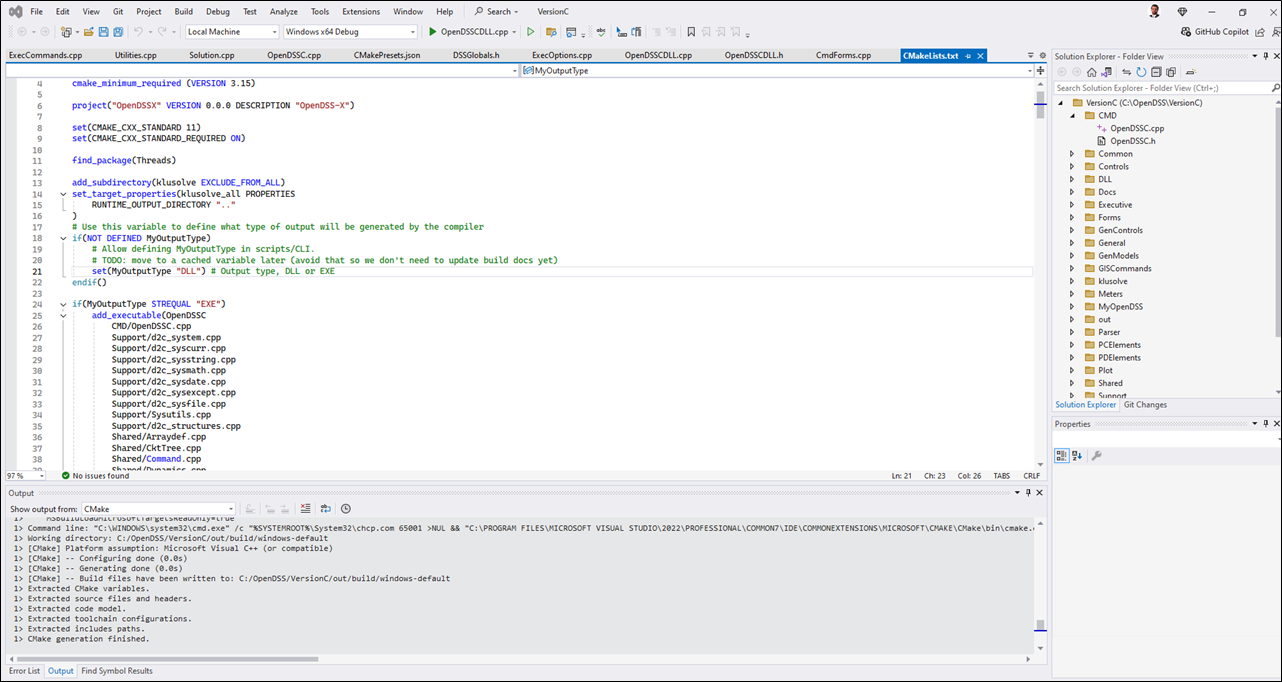 File Edit View Git Project Build Debug Test Analyze Tools Extensions Window Help Search VersionC
GitHub Copilot
Local Machine Windows x64 Debug OpenDSSCDLL.cpp
ExecCommands.cpp Utilities.cpp Solution.cpp OpenDSSC.cpp CMakePresets.json DSSGlobals.h ExecOptions.cpp OpenDSSCDLL.cpp OpenDSSCDLL.h CmdForms.cpp CMakeLists.txt
MyOutputType
4 cmake_minimum_required (VERSION 3.15)
5
6 project("OpenDSSX" VERSION 0.0.0 DESCRIPTION "OpenDSS-X")
7
8 set(CMAKE_CXX_STANDARD 11)
9 set(CMAKE_CXX_STANDARD_REQUIRED ON)
10
11 find_package(Threads)
12
13 add_subdirectory(klusolve EXCLUDE_FROM_ALL)
14 set_target_properties(klusolve_all PROPERTIES
15 RUNTIME_OUTPUT_DIRECTORY ".."
16 )
17 # Use this variable to define what type of output will be generated by the compiler
18 if(NOT DEFINED MyOutputType)
19 # Allow defining MyOutputType in scripts/CLI.
20 # TODO: move to a cached variable later (avoid that so we don't need to update build docs yet)
21 set(MyOutputType "DLL") # Output type, DLL or EXE
22 endif()
23
24 if(MyOutputType STREQUAL "EXE")
25 add_executable(OpenDSSC
26 CMD/OpenDSSC.cpp
27 Support/d2c_system.cpp
28 Support/d2c_syscurr.cpp
29 Support/d2c_sysstring.cpp
30 Support/d2c_sysmath.cpp
31 Support/d2c_sysdate.cpp
32 Support/d2c_sysexcept.cpp
33 Support/d2c_sysfile.cpp
34 Support/Sysutils.cpp
35 Support/d2c_structures.cpp
36 Shared/Arraydef.cpp
37 Shared/CktTree.cpp
38 Shared/Command.cpp
39 Shared/Dynamics.cpp
97 % No issues found Ln: 21 Ch: 23 Col: 26 TABS CRLF
Output
Show output from: CMake
1> MSBuildLoadMicrosoftTargetsReadOnly=true
1> Command line: "C:\WINDOWS\system32\cmd.exe" /c "%SYSTEMROOT%\System32\chcp.com 65001 >NUL && "C:\PROGRAM FILES\MICROSOFT VISUAL STUDIO\2022\PROFESSIONAL\COMMON7\IDE\COMMONEXTENSIONS\MICROSOFT\CMAKE\CMake\bin\cmake.
1> Working directory: C:/OpenDSS/VersionC/out/build/windows-default
1> [CMake] Platform assumption: Microsoft Visual C++ (or compatible)
1> [CMake] -- Configuring done (0.0s)
1> [CMake] -- Generating done (0.0s)
1> [CMake] -- Build files have been written to: C:/OpenDSS/VersionC/out/build/windows-default
1> Extracted CMake variables.
1> Extracted source files and headers.
1> Extracted code model.
1> Extracted toolchain configurations.
1> Extracted includes paths.
1> CMake generation finished.
Error List Output Find Symbol Results
Solution Explorer - Folder View
Search Solution Explorer - Folder View (Ctrl+;)
VersionC (C:\OpenDSS\VersionC)
CMD
OpenDSSC.cpp
OpenDSSC.h
Common
Controls
DLL
Docs
Executive
Forms
GenControls
General
GenModels
GISCommands
klusolve
Meters
MyOpenDSS
out
Parser
PCElements
PDElements
Plot
Shared
Support
Solution Explorer Git Changes
Properties